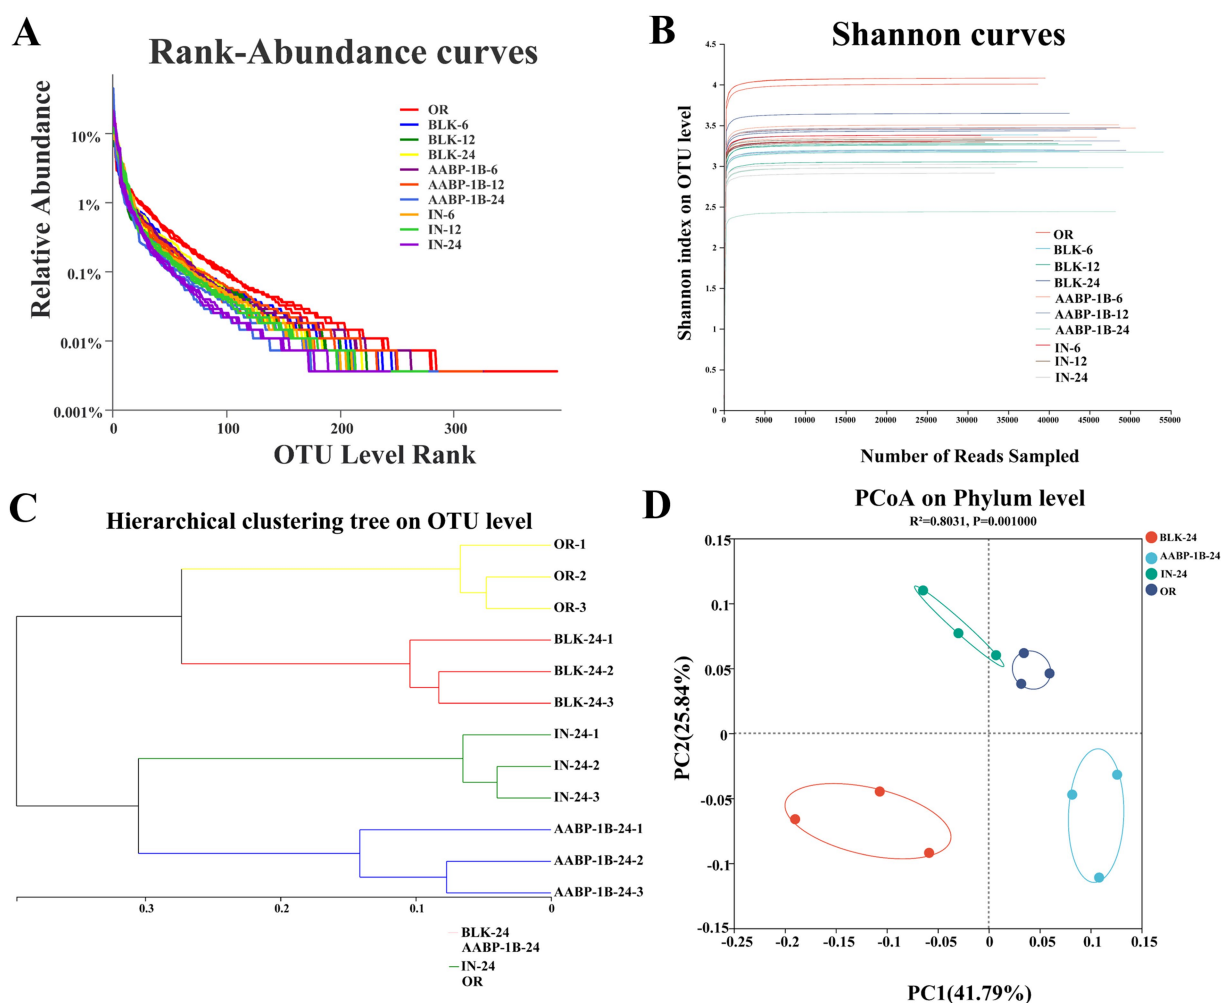 A
Rank-Abundance curves
Relative Abundance
10%
1%
0.1%
0.01%
0.001%
0
100
200
300
OTU Level Rank
OR
BLK-6
BLK-12
BLK-24
AABP-1B-6
AABP-1B-12
AABP-1B-24
IN-6
IN-12
IN-24
B
Shannon curves
Shannon index on OTU level
4.5
4
3.5
3
2.5
2
1.5
1
0.5
0
0
5000
10000
15000
20000
25000
30000
35000
40000
45000
50000
55000
Number of Reads Sampled
OR
BLK-6
BLK-12
BLK-24
AABP-1B-6
AABP-1B-12
AABP-1B-24
IN-6
IN-12
IN-24
C
Hierarchical clustering tree on OTU level
OR-1
OR-2
OR-3
BLK-24-1
BLK-24-2
BLK-24-3
IN-24-1
IN-24-2
IN-24-3
AABP-1B-24-1
AABP-1B-24-2
AABP-1B-24-3
0.3
0.2
0.1
0
BLK-24
AABP-1B-24
IN-24
OR
D
PCoA on Phylum level
R²=0.8031, P=0.001000
PC2(25.84%)
0.15
0.1
0.05
0
-0.05
-0.1
-0.15
-0.25
-0.2
-0.15
-0.1
-0.05
0
0.05
0.1
0.15
PC1(41.79%)
BLK-24
AABP-1B-24
IN-24
OR